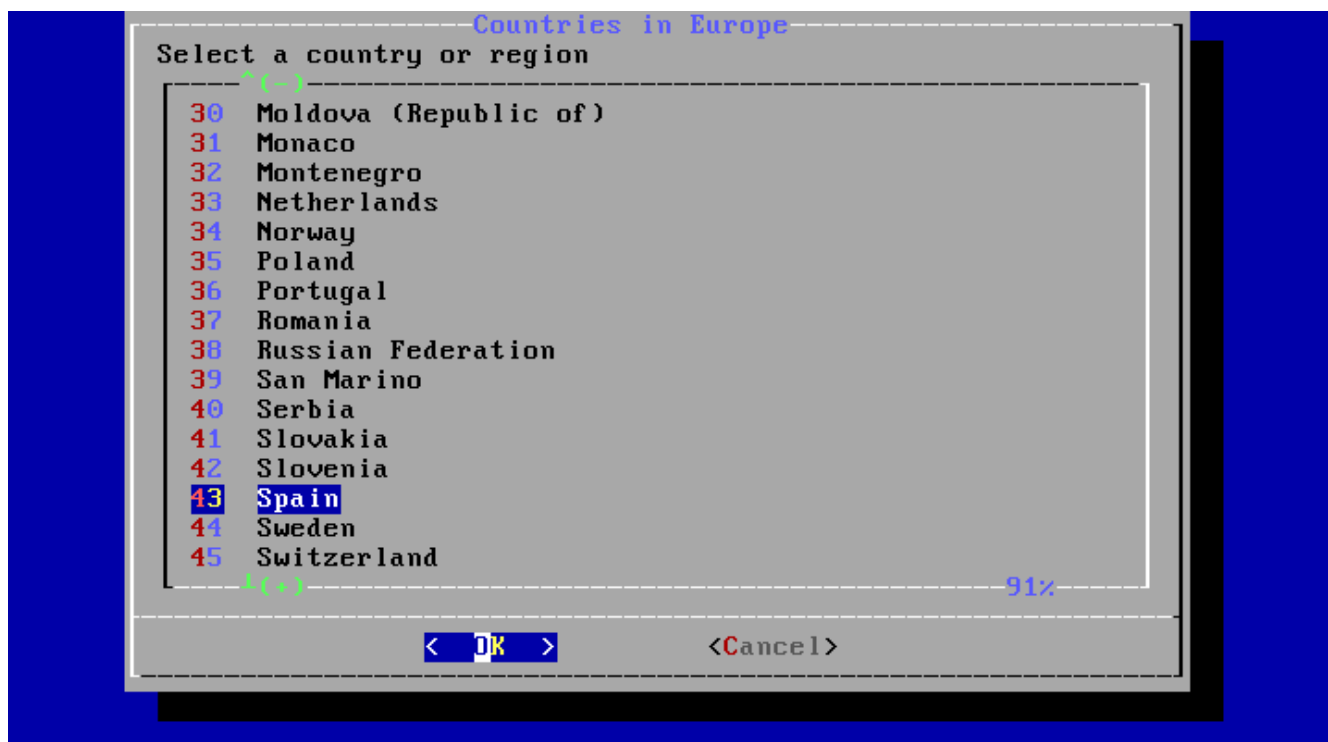 Countries in Europe
Select a country or region
^(-)
30 Moldova (Republic of)
31 Monaco
32 Montenegro
33 Netherlands
34 Norway
35 Poland
36 Portugal
37 Romania
38 Russian Federation
39 San Marino
40 Serbia
41 Slovakia
42 Slovenia
43 Spain
44 Sweden
45 Switzerland
┴(+) 91%
< OK > <Cancel>